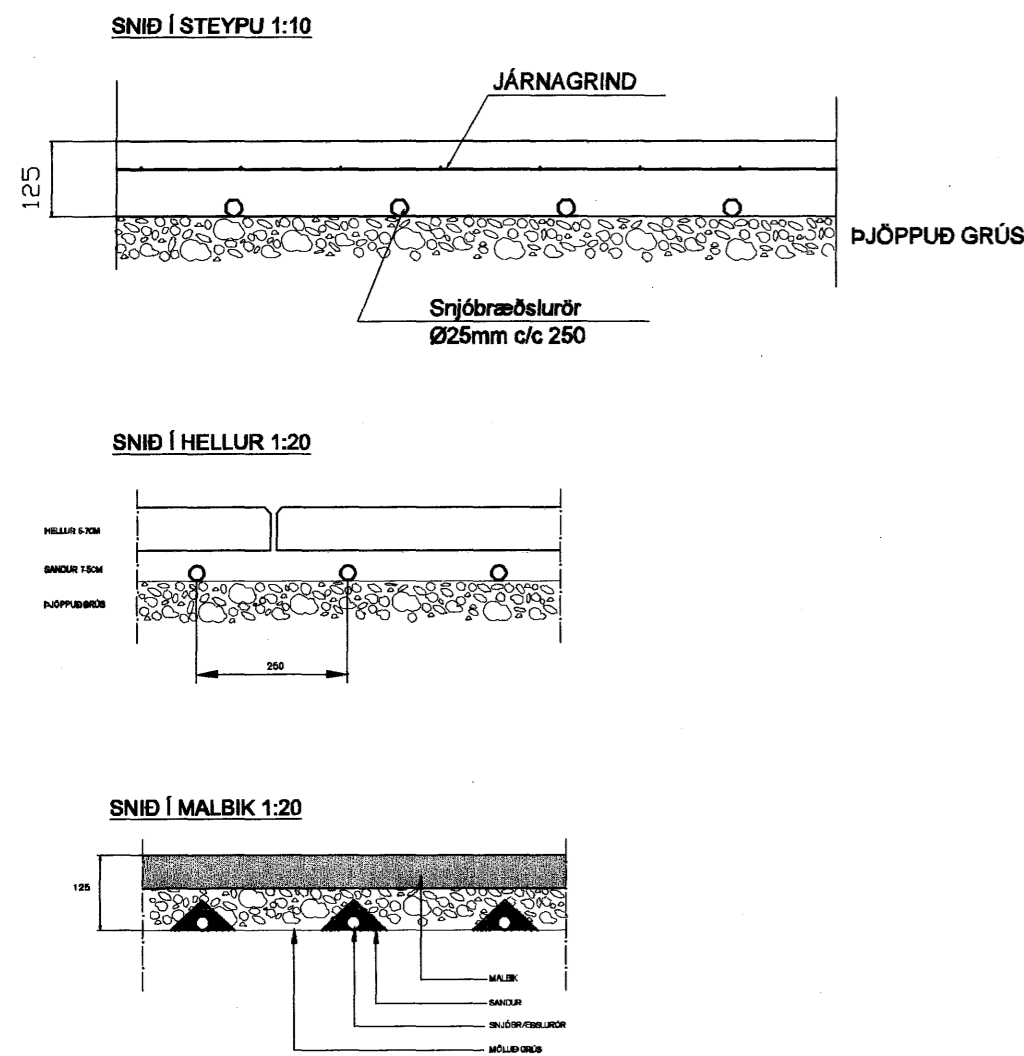 SNIÐ Í STEYPU 1:10
JÁRNAGRIND
125
ÞJÖPPUÐ GRÚS
Snjóbræðslurör
Ø25mm c/c 250
SNIÐ Í HELLUR 1:20
HELLUR 6-7CM
SANDUR 7-5CM
ÞJÖPPUÐ GRÚS
250
SNIÐ Í MALBIK 1:20
125
MALBIK
SANDUR
SNJÓBRÆÐSLURÖR
MÖLUÐ GRÚS